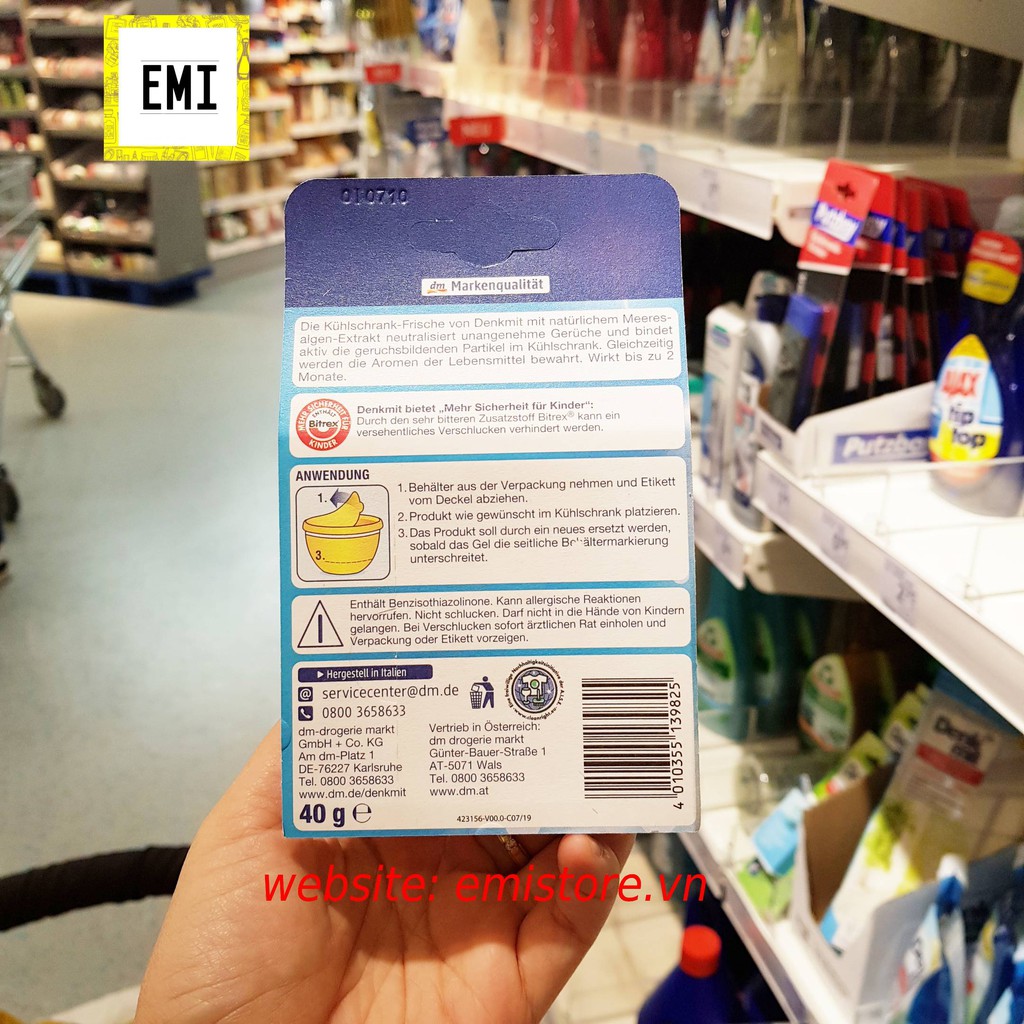 EMI
NEU
010710
dm Markenqualität
Die Kühlschrank-Frische von Denkmit mit natürlichem Meeres-
algen-Extrakt neutralisiert unangenehme Gerüche und bindet
aktiv die geruchsbildenden Partikel im Kühlschrank. Gleichzeitig
werden die Aromen der Lebensmittel bewahrt. Wirkt bis zu 2
Monate.
MEHR SICHERHEIT FÜR KINDER
ENTHÄLT
Bitrex
Denkmit bietet „Mehr Sicherheit für Kinder“:
Durch den sehr bitteren Zusatzstoff Bitrex® kann ein
versehentliches Verschlucken verhindert werden.
ANWENDUNG
1.
3.
1. Behälter aus der Verpackung nehmen und Etikett
vom Deckel abziehen.
2. Produkt wie gewünscht im Kühlschrank platzieren.
3. Das Produkt soll durch ein neues ersetzt werden,
sobald das Gel die seitliche Behältermarkierung
unterschreitet.
Enthält Benzisothiazolinone. Kann allergische Reaktionen
hervorrufen. Nicht schlucken. Darf nicht in die Hände von Kindern
gelangen. Bei Verschlucken sofort ärztlichen Rat einholen und
Verpackung oder Etikett vorzeigen.
Hergestellt in Italien
servicecenter@dm.de
0800 3658633
dm-drogerie markt
GmbH + Co. KG
Am dm-Platz 1
DE-76227 Karlsruhe
Tel. 0800 3658633
www.dm.de/denkmit
Vertrieb in Österreich:
dm drogerie markt
Günter-Bauer-Straße 1
AT-5071 Wals
Tel. 0800 3658633
www.dm.at
40 g ℮
423156-V00.0-C07/19
4 010355 139825
AJAX
tip
top
website: emistore.vn